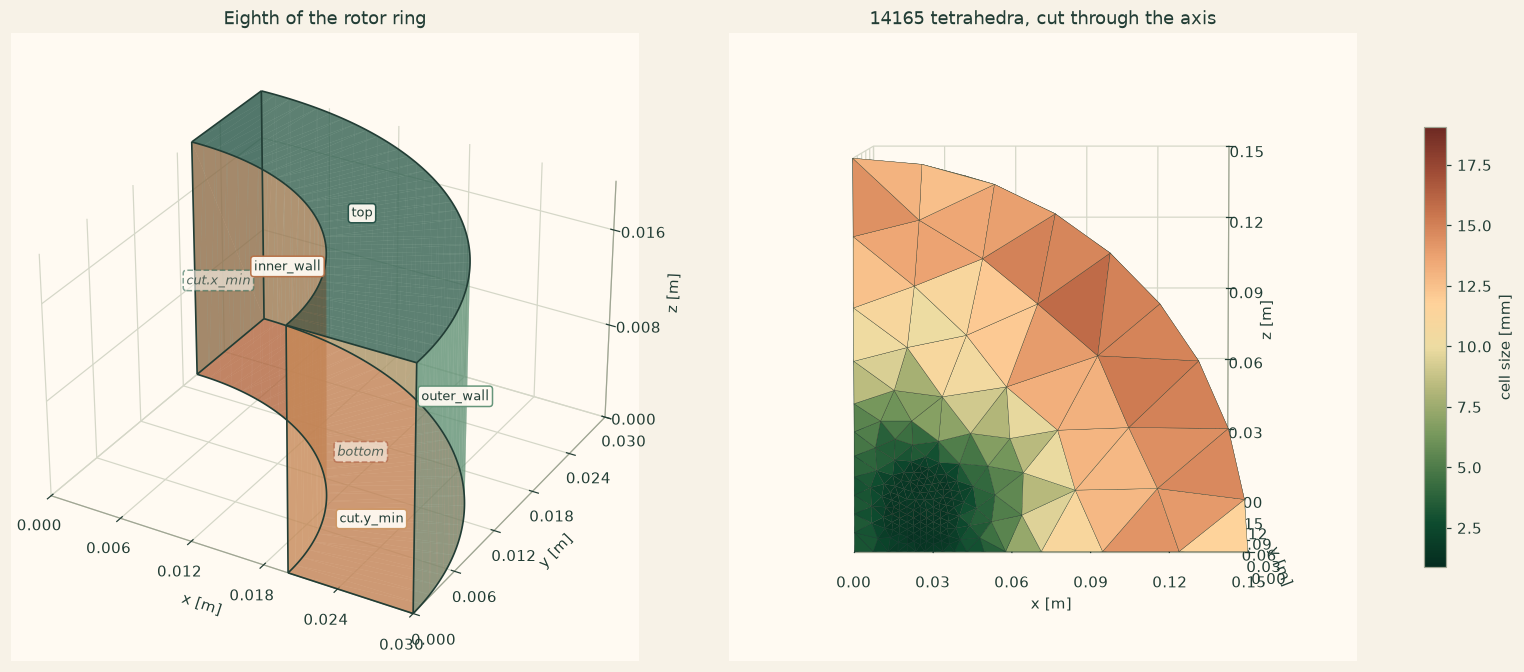 Eighth of the rotor ring
top
inner_wall
cut.x_min
outer_wall
bottom
cut.y_min
0.016
0.008
0.000
z [m]
0.030
0.024
0.018
0.012
0.006
0.000
y [m]
0.000
0.006
0.012
0.018
0.024
0.030
x [m]
14165 tetrahedra, cut through the axis
0.15
0.12
0.09
0.06
0.03
z [m]
0.00
0.03
0.06
0.09
0.12
0.15
x [m]
17.5
15.0
12.5
10.0
7.5
5.0
2.5
cell size [mm]